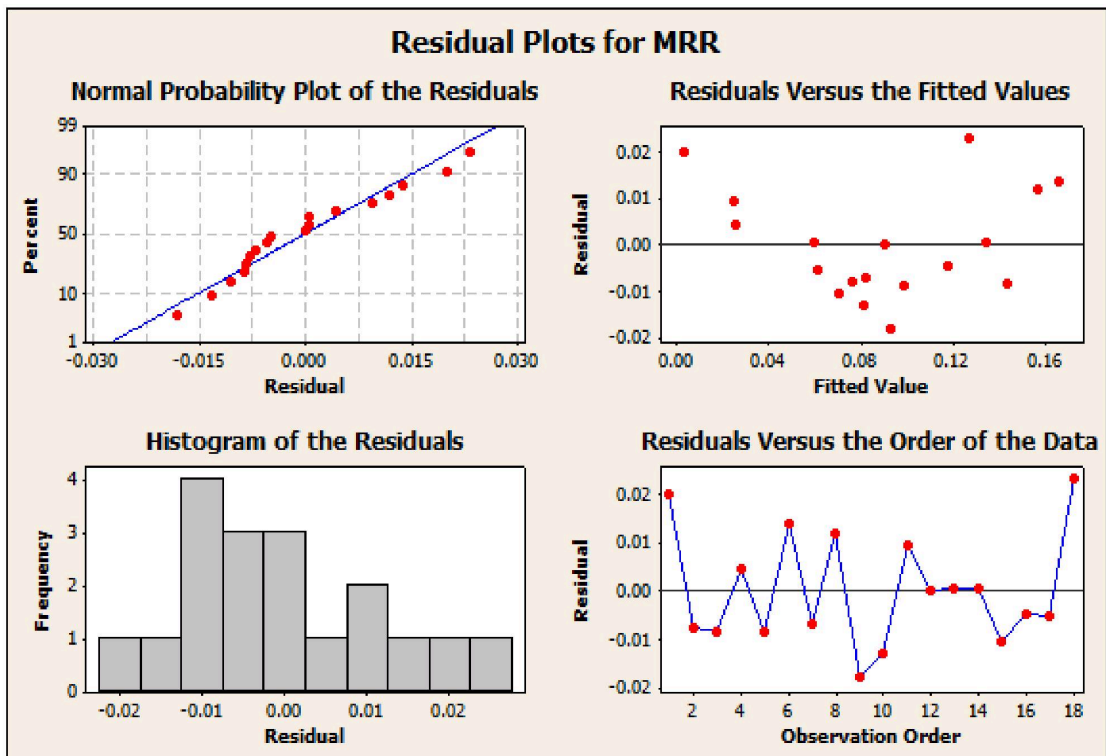 Residual Plots for MRR
Normal Probability Plot of the Residuals
99
90
50
10
1
Percent
-0.030 -0.015 0.000 0.015 0.030
Residual
Residuals Versus the Fitted Values
0.02
0.01
0.00
-0.01
-0.02
Residual
0.00 0.04 0.08 0.12 0.16
Fitted Value
Histogram of the Residuals
4
3
2
1
0
Frequency
-0.02 -0.01 0.00 0.01 0.02
Residual
Residuals Versus the Order of the Data
0.02
0.01
0.00
-0.01
-0.02
Residual
2 4 6 8 10 12 14 16 18
Observation Order